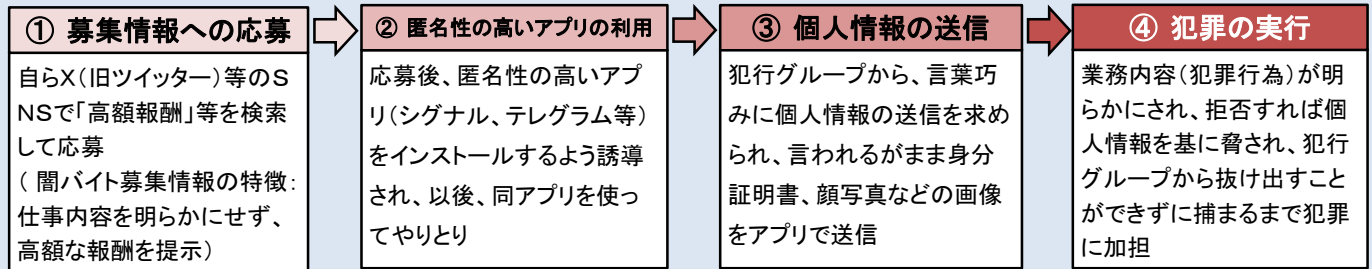 ① 募集情報への応募
自らX(旧ツイッター)等のS
NSで「高額報酬」等を検索
して応募
( 闇バイト募集情報の特徴:
仕事内容を明らかにせず、
高額な報酬を提示)
② 匿名性の高いアプリの利用
応募後、匿名性の高いアプ
リ(シグナル、テレグラム等)
をインストールするよう誘導
され、以後、同アプリを使っ
てやりとり
③ 個人情報の送信
犯行グループから、言葉巧
みに個人情報の送信を求め
られ、言われるがまま身分
証明書、顔写真などの画像
をアプリで送信
④ 犯罪の実行
業務内容(犯罪行為)が明
らかにされ、拒否すれば個
人情報を基に脅され、犯行
グループから抜け出すこと
ができずに捕まるまで犯罪
に加担